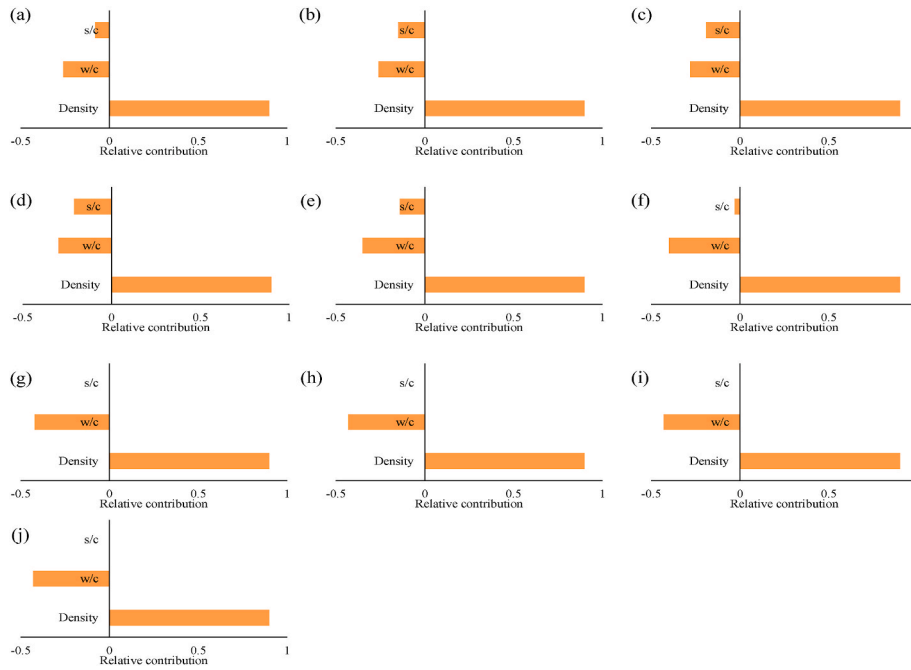 (a)
s/c
w/c
Density
-0.5
0
0.5
1
Relative contribution
(b)
s/c
w/c
Density
-0.5
0
0.5
1
Relative contribution
(c)
s/c
w/c
Density
-0.5
0
0.5
Relative contribution
(d)
s/c
w/c
Density
-0.5
0
0.5
1
Relative contribution
(e)
s/c
w/c
Density
-0.5
0
0.5
1
Relative contribution
(f)
s/c
w/c
Density
-0.5
0
0.5
Relative contribution
(g)
s/c
w/c
Density
-0.5
0
0.5
1
Relative contribution
(h)
s/c
w/c
Density
-0.5
0
0.5
1
Relative contribution
(i)
s/c
w/c
Density
-0.5
0
0.5
Relative contribution
(j)
s/c
w/c
Density
-0.5
0
0.5
1
Relative contribution